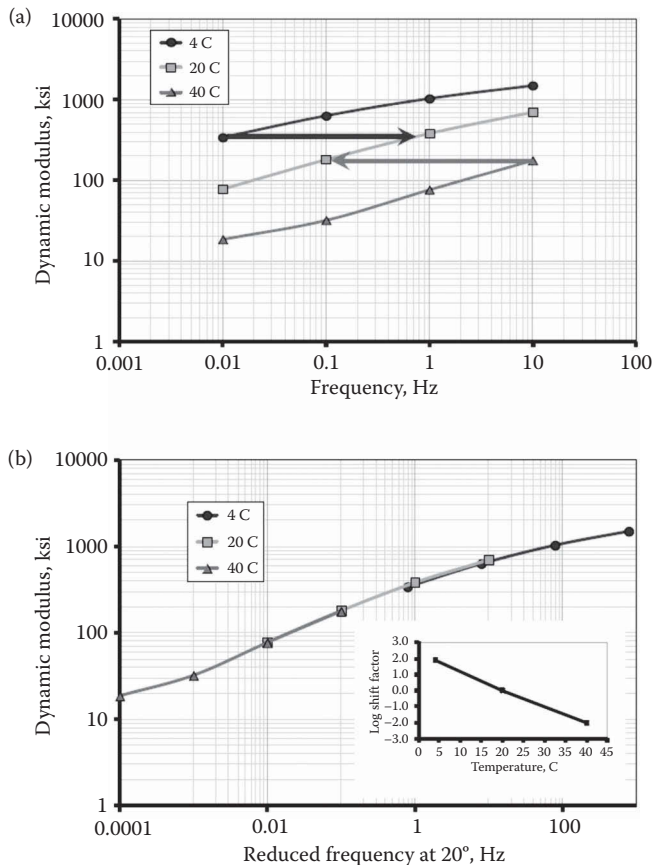 (a)
10000
1000
100
10
1
Dynamic modulus, ksi
4 C
20 C
40 C
0.001 0.01 0.1 1 10 100
Frequency, Hz
(b)
10000
1000
100
10
1
Dynamic modulus, ksi
4 C
20 C
40 C
3.0
2.0
1.0
0.0
−1.0
−2.0
−3.0
Log shift factor
0 5 10 15 20 25 30 35 40 45
Temperature, C
0.0001 0.01 1 100
Reduced frequency at 20°, Hz